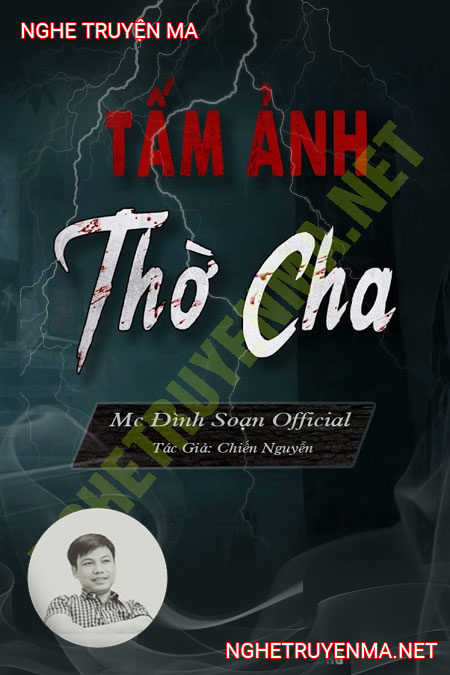 NGHE TRUYỆN MA
TẤM ẢNH
Thờ Cha
Mc Đình Soạn Official
Tác Giả: Chiến Nguyễn
NGHETRUYENMA.NET
NGHETRUYENMA.NET